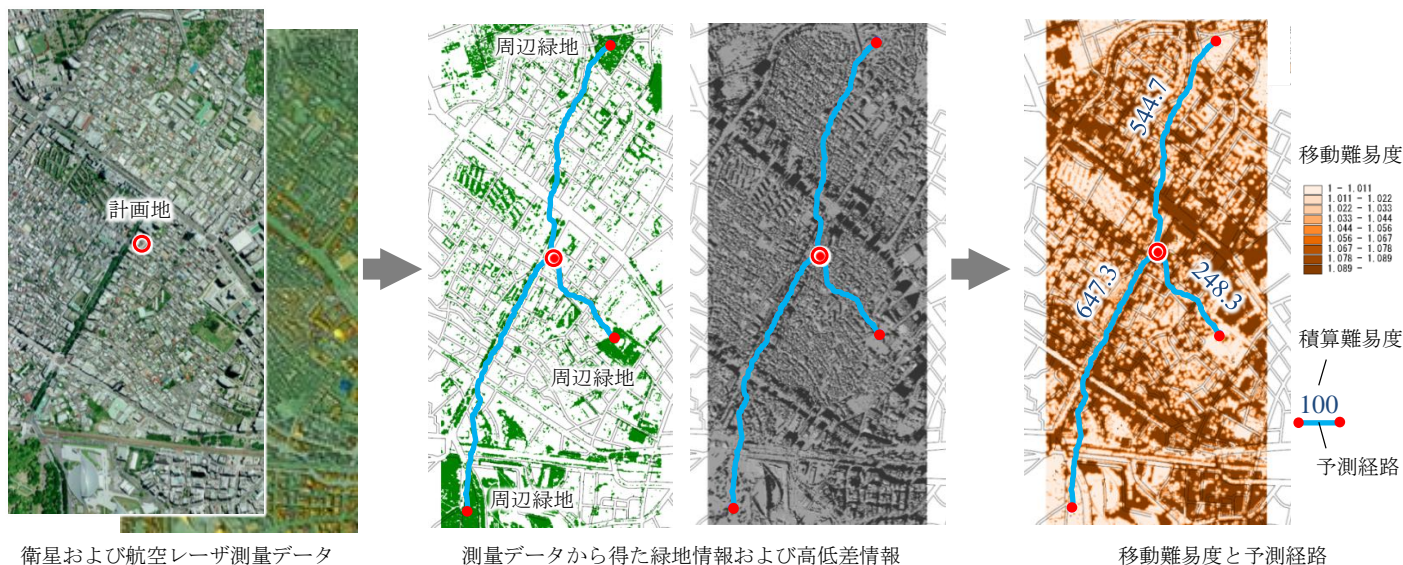 計画地
衛星および航空レーザ測量データ
周辺緑地
周辺緑地
周辺緑地
測量データから得た緑地情報および高低差情報
544.7
647.3
248.3
移動難易度と予測経路
移動難易度
1 - 1.011
1.011 - 1.022
1.022 - 1.033
1.033 - 1.044
1.044 - 1.056
1.056 - 1.067
1.067 - 1.078
1.078 - 1.089
1.089 -
積算難易度
100
予測経路